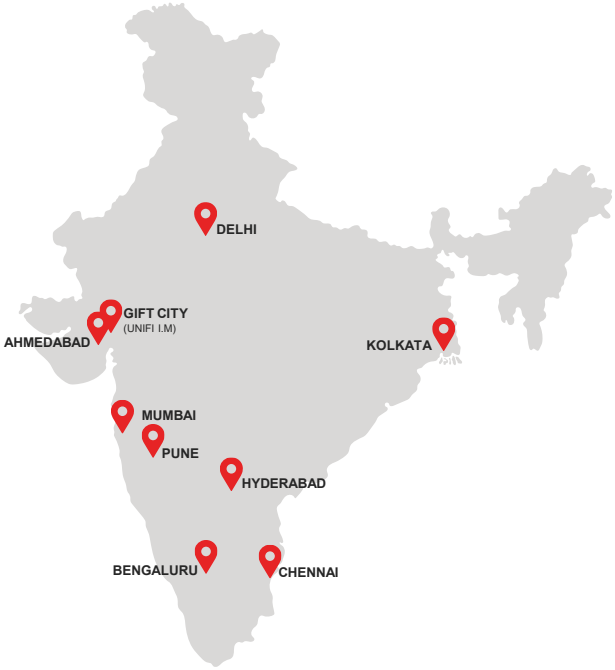 DELHI
GIFT CITY
(UNIFI I.M)
AHMEDABAD
KOLKATA
MUMBAI
PUNE
HYDERABAD
BENGALURU
CHENNAI